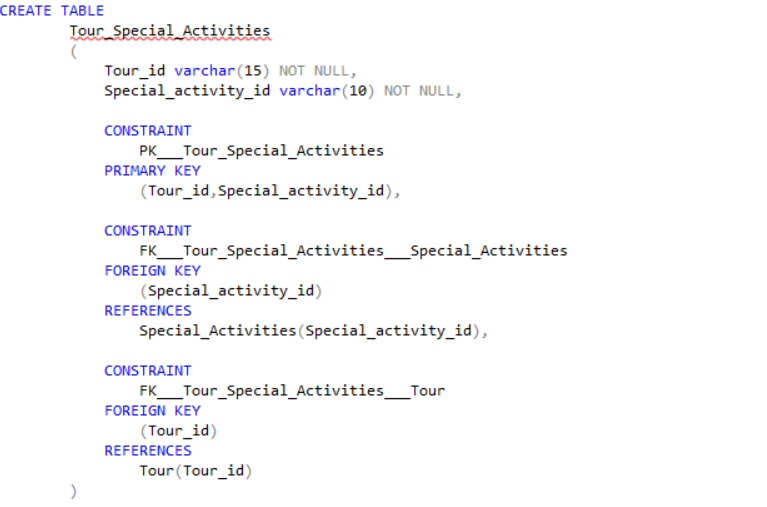 CREATE TABLE
Tour_Special_Activities
(
Tour_id varchar(15) NOT NULL,
Special_activity_id varchar(10) NOT NULL,
CONSTRAINT
PK___Tour_Special_Activities
PRIMARY KEY
(Tour_id,Special_activity_id),
CONSTRAINT
FK___Tour_Special_Activities___Special_Activities
FOREIGN KEY
(Special_activity_id)
REFERENCES
Special_Activities(Special_activity_id),
CONSTRAINT
FK___Tour_Special_Activities___Tour
FOREIGN KEY
(Tour_id)
REFERENCES
Tour(Tour_id)
)